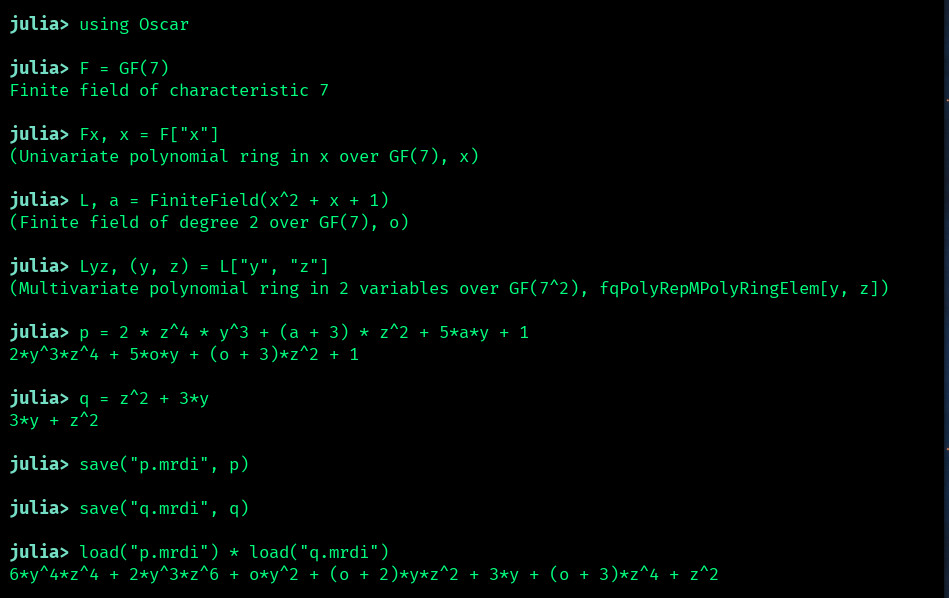 julia> using Oscar
julia> F = GF(7)
Finite field of characteristic 7
julia> Fx, x = F["x"]
(Univariate polynomial ring in x over GF(7), x)
julia> L, a = FiniteField(x^2 + x + 1)
(Finite field of degree 2 over GF(7), o)
julia> Lyz, (y, z) = L["y", "z"]
(Multivariate polynomial ring in 2 variables over GF(7^2), fqPolyRepMPolyRingElem[y, z])
julia> p = 2 * z^4 * y^3 + (a + 3) * z^2 + 5*a*y + 1
2*y^3*z^4 + 5*o*y + (o + 3)*z^2 + 1
julia> q = z^2 + 3*y
3*y + z^2
julia> save("p.mrdi", p)
julia> save("q.mrdi", q)
julia> load("p.mrdi") * load("q.mrdi")
6*y^4*z^4 + 2*y^3*z^6 + o*y^2 + (o + 2)*y*z^2 + 3*y + (o + 3)*z^4 + z^2